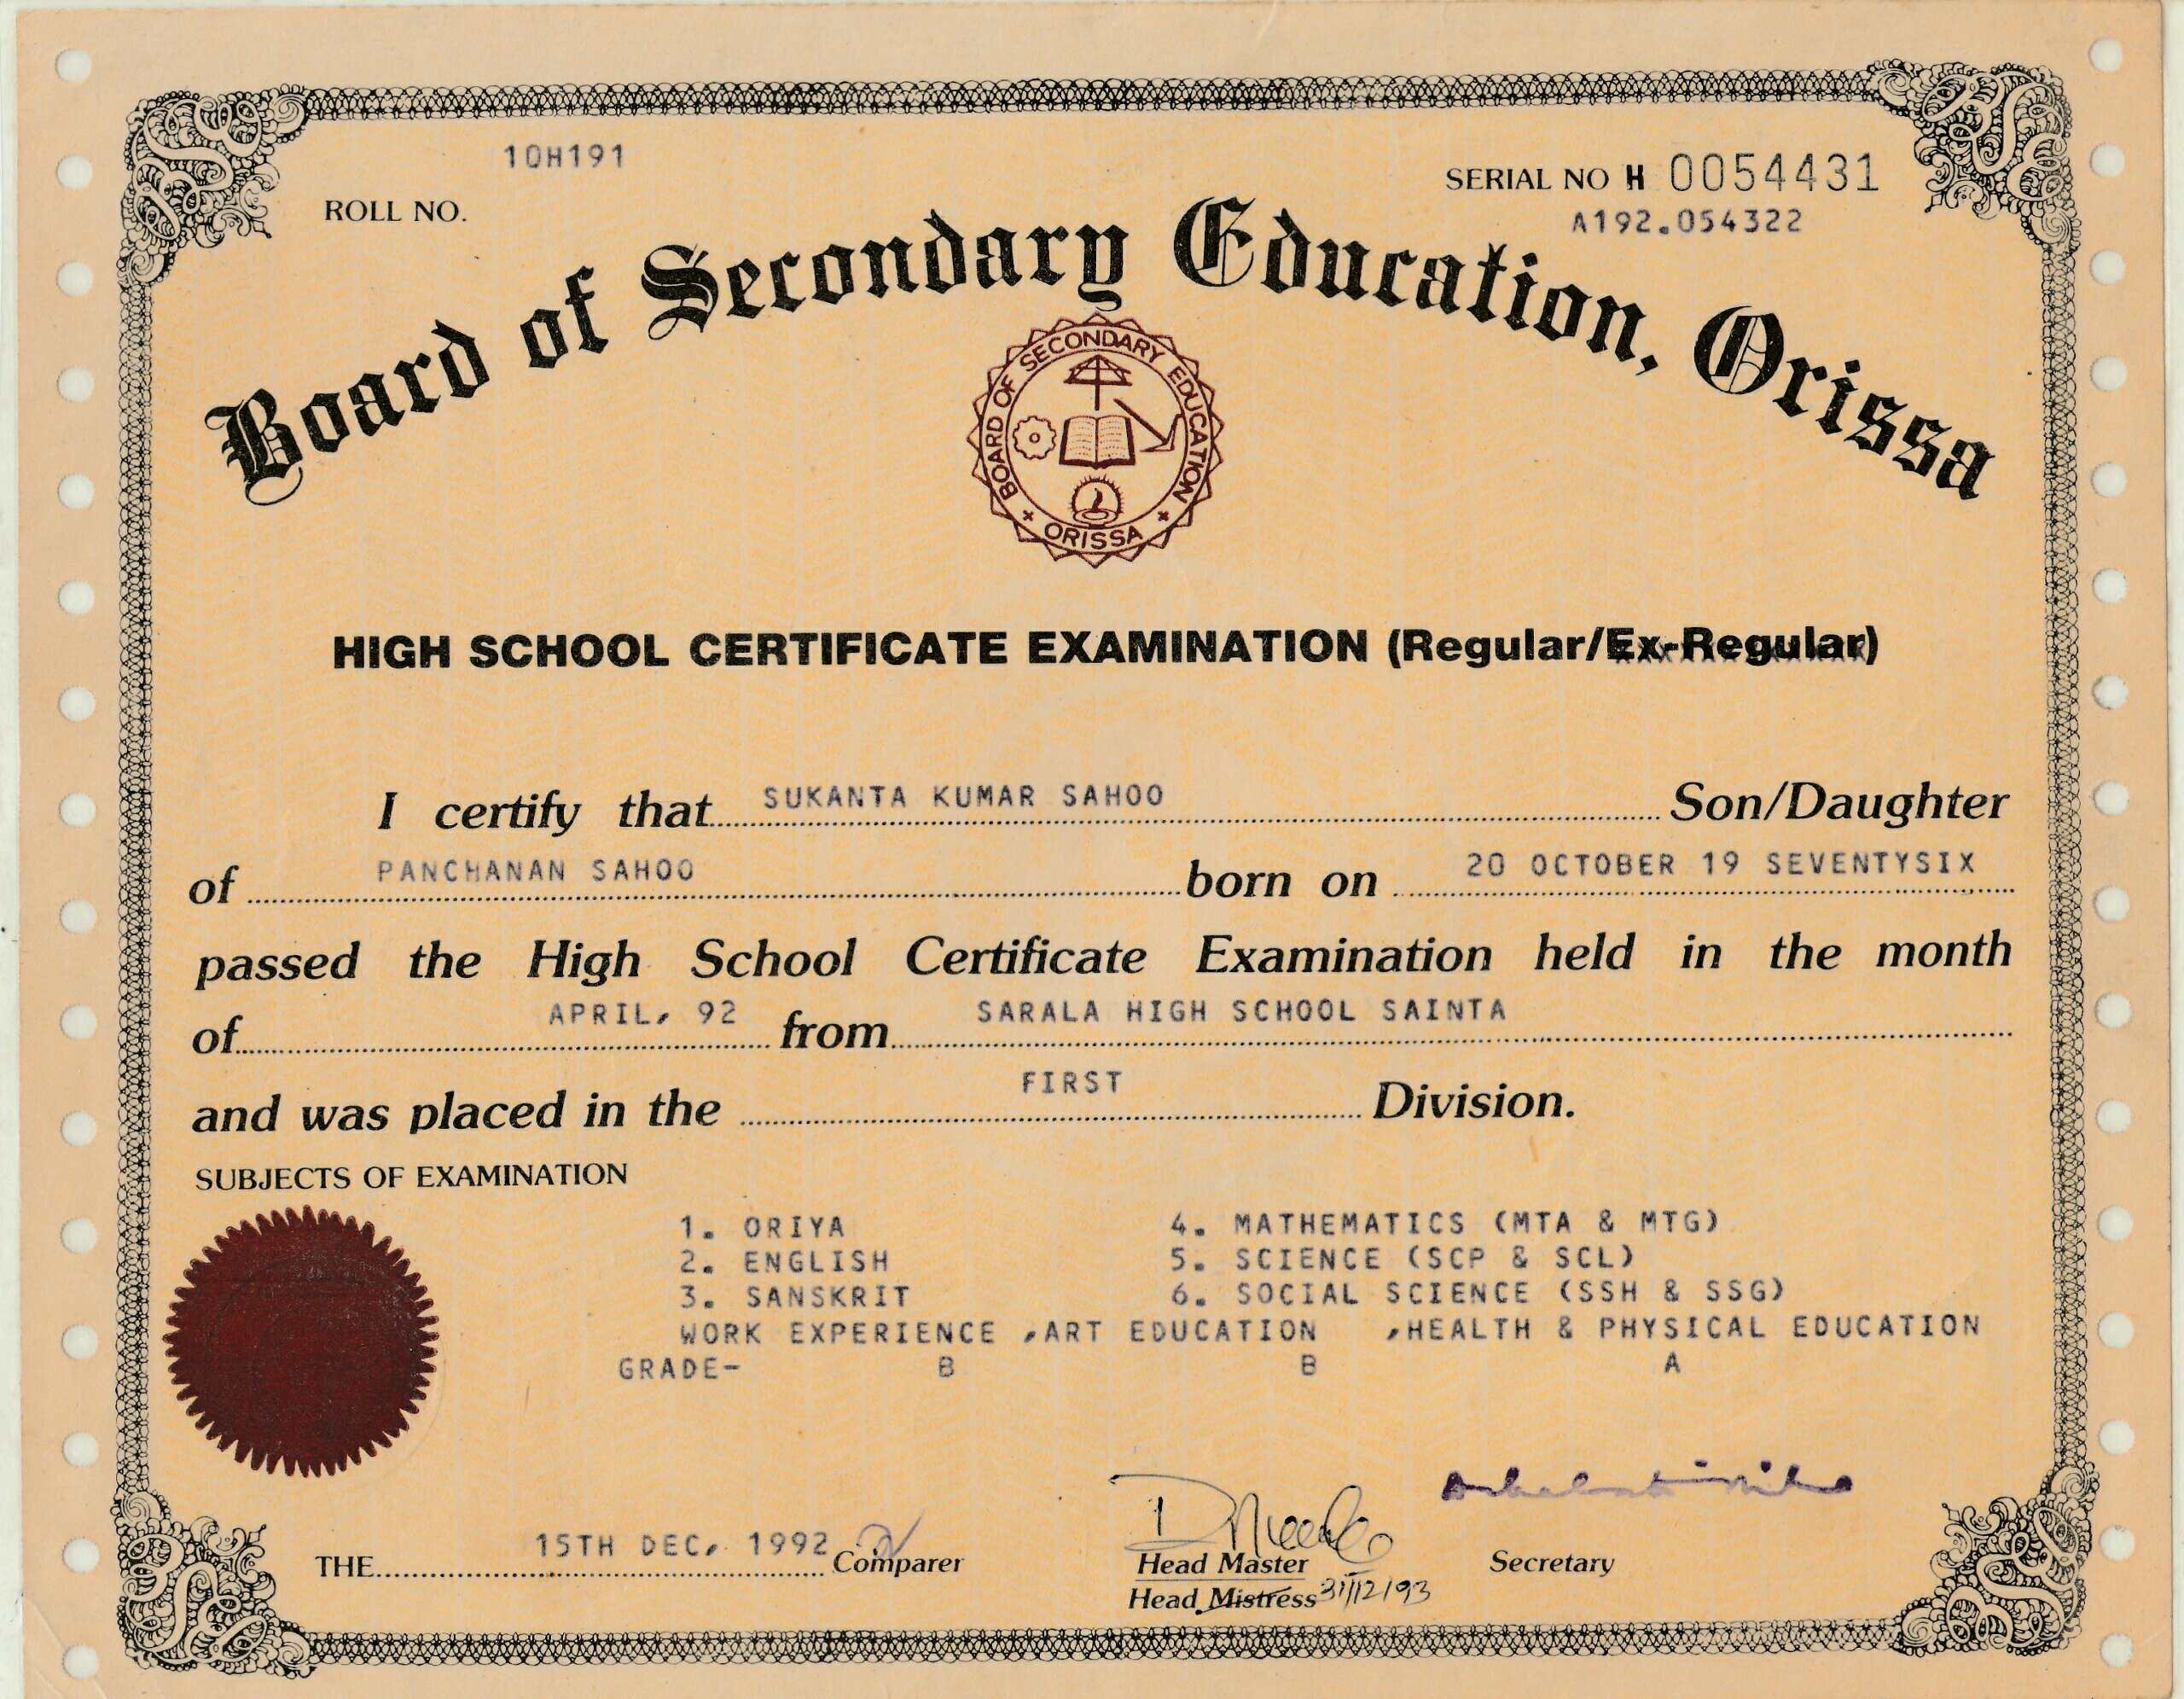 10H191
ROLL NO.
SERIAL NO H 0054431
A192.054322
Board of Secondary Education, Orissa
BOARD OF SECONDARY EDUCATION
ORISSA
HIGH SCHOOL CERTIFICATE EXAMINATION (Regular/Ex-Regular)
I certify that SUKANTA KUMAR SAHOO Son/Daughter
of PANCHANAN SAHOO born on 20 OCTOBER 19 SEVENTYSIX
passed the High School Certificate Examination held in the month
of APRIL, 92 from SARALA HIGH SCHOOL SAINTA
and was placed in the FIRST Division.
SUBJECTS OF EXAMINATION
1. ORIYA 4. MATHEMATICS (MTA & MTG)
2. ENGLISH 5. SCIENCE (SCP & SCL)
3. SANSKRIT 6. SOCIAL SCIENCE (SSH & SSG)
WORK EXPERIENCE ,ART EDUCATION ,HEALTH & PHYSICAL EDUCATION
GRADE- B B A
THE 15TH DEC, 1992 Comparer Head Master Secretary
Head Mistress 31/12/93